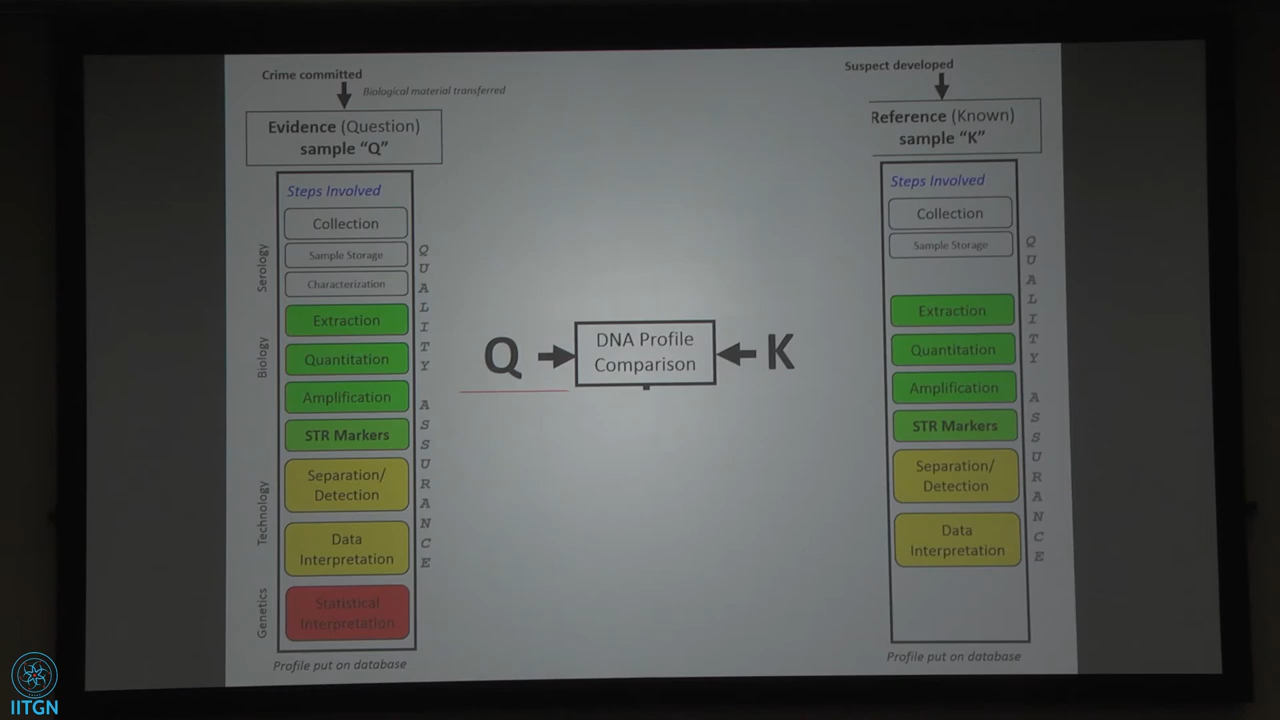 Crime committed
Biological material transferred
Evidence (Question)
sample “Q”
Steps Involved
Collection
Sample Storage
Characterization
Extraction
Quantitation
Amplification
STR Markers
Separation/
Detection
Data
Interpretation
Statistical
Interpretation
Serology
Biology
Technology
Genetics
QUALITY ASSURANCE
Profile put on database
Q
DNA Profile
Comparison
K
Suspect developed
Reference (Known)
sample “K”
Steps Involved
Collection
Sample Storage
Extraction
Quantitation
Amplification
STR Markers
Separation/
Detection
Data
Interpretation
QUALITY ASSURANCE
Profile put on database
IITGN